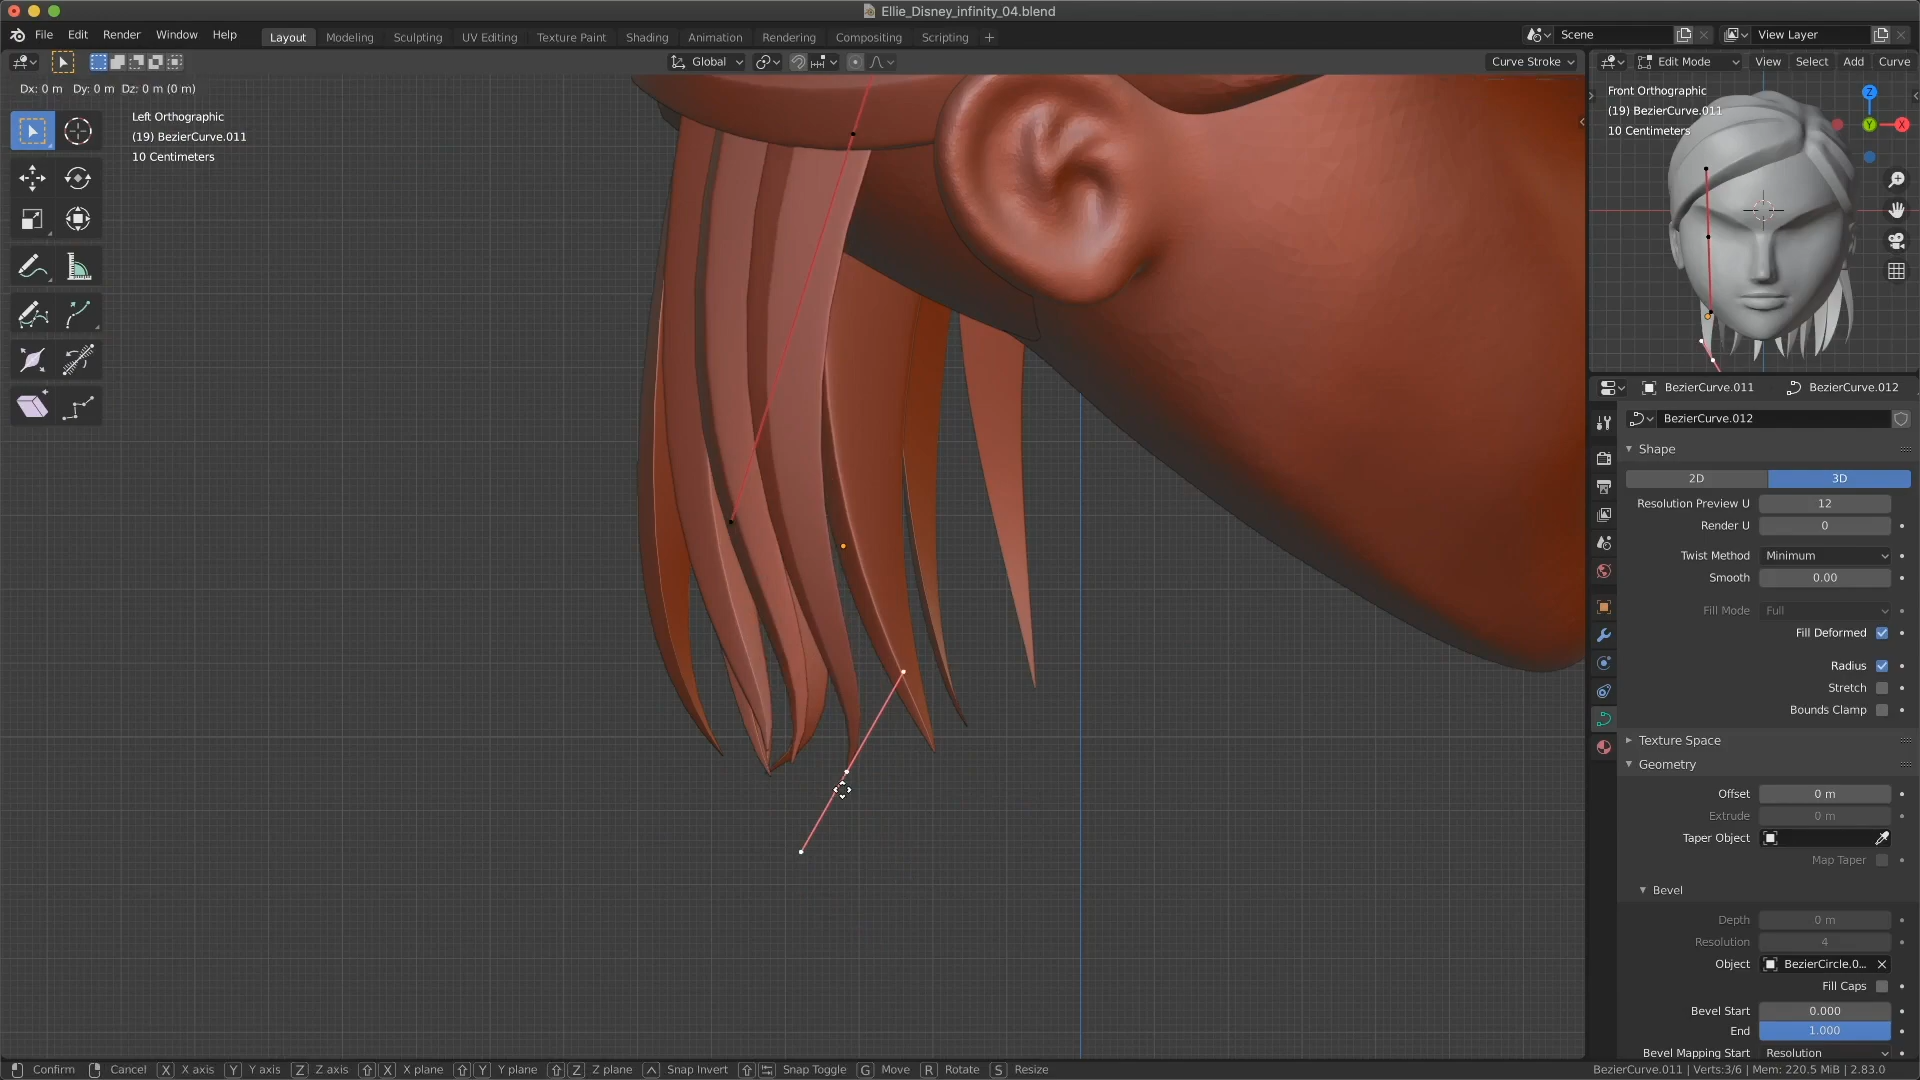 Ellie_Disney_infinity_04.blend
File Edit Render Window Help Layout Modeling Sculpting UV Editing Texture Paint Shading Animation Rendering Compositing Scripting + Scene View Layer
Global Curve Stroke Edit Mode View Select Add Curve
Dx: 0 m Dy: 0 m Dz: 0 m (0 m)
Left Orthographic
(19) BezierCurve.011
10 Centimeters
Front Orthographic
(19) BezierCurve.011
10 Centimeters
Z
Y
X
BezierCurve.011 BezierCurve.012
BezierCurve.012
Shape
2D 3D
Resolution Preview U 12
Render U 0
Twist Method Minimum
Smooth 0.00
Fill Mode Full
Fill Deformed
Radius
Stretch
Bounds Clamp
Texture Space
Geometry
Offset 0 m
Extrude 0 m
Taper Object
Map Taper
Bevel
Depth 0 m
Resolution 4
Object BezierCircle.0...
Fill Caps
Bevel Start 0.000
End 1.000
Bevel Mapping Start Resolution
Confirm Cancel X X axis Y Y axis Z Z axis X X plane Y Y plane Z Z plane Snap Invert Snap Toggle G Move R Rotate S Resize BezierCurve.011 | Verts:3/6 | Mem: 220.5 MiB | 2.83.0